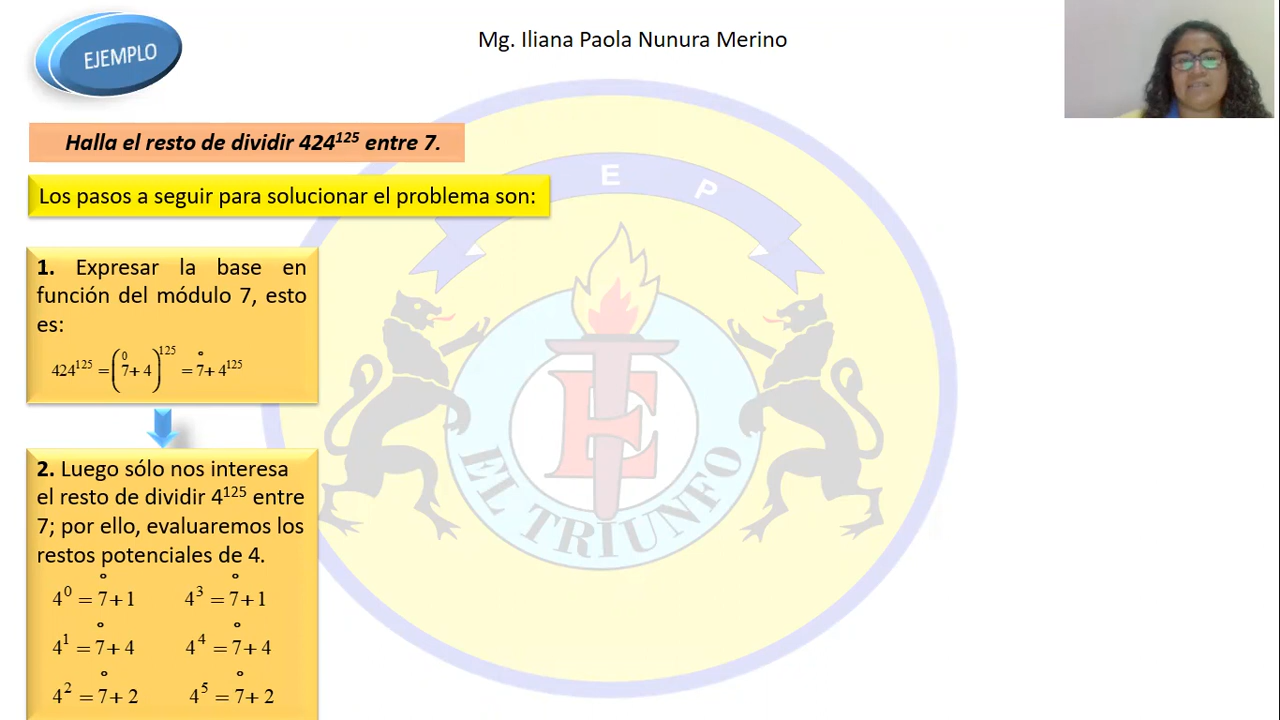 EJEMPLO
Mg. Iliana Paola Nunura Merino
Halla el resto de dividir 424¹²⁵ entre 7.
Los pasos a seguir para solucionar el problema son:
E P
1. Expresar la base en
función del módulo 7, esto
es:
424¹²⁵ = (7̊ + 4)¹²⁵ = 7̊ + 4¹²⁵
2. Luego sólo nos interesa
el resto de dividir 4¹²⁵ entre
7; por ello, evaluaremos los
restos potenciales de 4.
4⁰ = 7̊ + 1 4³ = 7̊ + 1
4¹ = 7̊ + 4 4⁴ = 7̊ + 4
4² = 7̊ + 2 4⁵ = 7̊ + 2
E
EL TRIUNFO